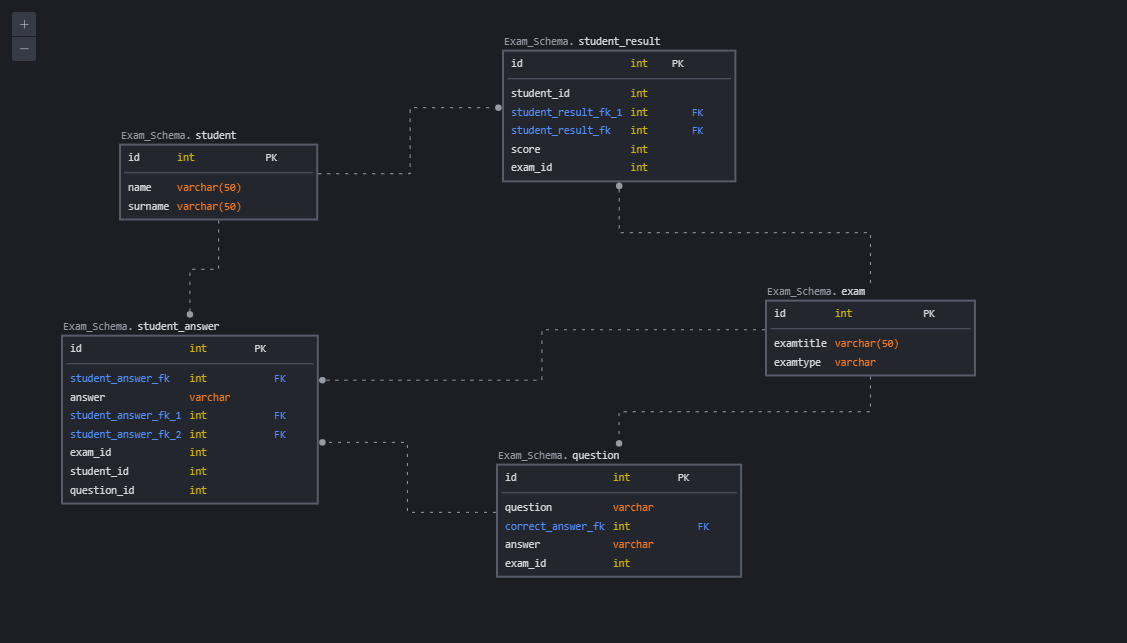 +
−
Exam_Schema. student_result
id int PK
student_id int
student_result_fk_1 int FK
student_result_fk int FK
score int
exam_id int
Exam_Schema. student
id int PK
name varchar(50)
surname varchar(50)
Exam_Schema. exam
id int PK
examtitle varchar(50)
examtype varchar
Exam_Schema. student_answer
id int PK
student_answer_fk int FK
answer varchar
student_answer_fk_1 int FK
student_answer_fk_2 int FK
exam_id int
student_id int
question_id int
Exam_Schema. question
id int PK
question varchar
correct_answer_fk int FK
answer varchar
exam_id int